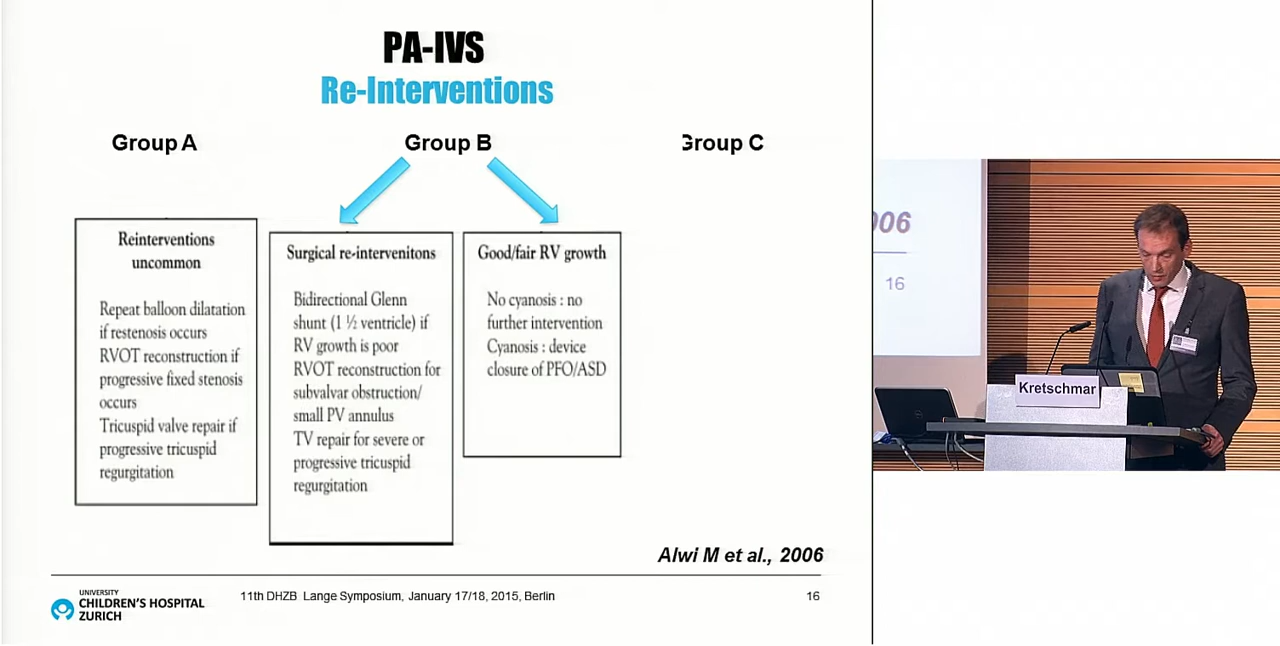 PA-IVS
Re-Interventions
Group A
Group B
Group C
Reinterventions
uncommon
Repeat balloon dilatation
if restenosis occurs
RVOT reconstruction if
progressive fixed stenosis
occurs
Tricuspid valve repair if
progressive tricuspid
regurgitation
Surgical re-intervenitons
Bidirectional Glenn
shunt (1 ½ ventricle) if
RV growth is poor
RVOT reconstruction for
subvalvar obstruction/
small PV annulus
TV repair for severe or
progressive tricuspid
regurgitation
Good/fair RV growth
No cyanosis : no
further intervention
Cyanosis : device
closure of PFO/ASD
Alwi M et al., 2006
UNIVERSITY
CHILDREN'S HOSPITAL
ZURICH
11th DHZB Lange Symposium, January 17/18, 2015, Berlin
16
006
16
Kretschmar